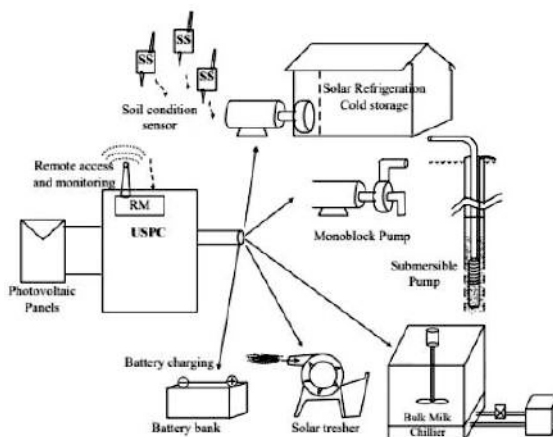 SS
SS
SS
Soil condition
sensor
Solar Refrigeration
Cold storage
Remote access
and monitoring
RM
USPC
Photovoltaic
Panels
Monoblock Pump
Submersible
Pump
Battery charging
Battery bank
Solar tresher
Bulk Milk
Chillier